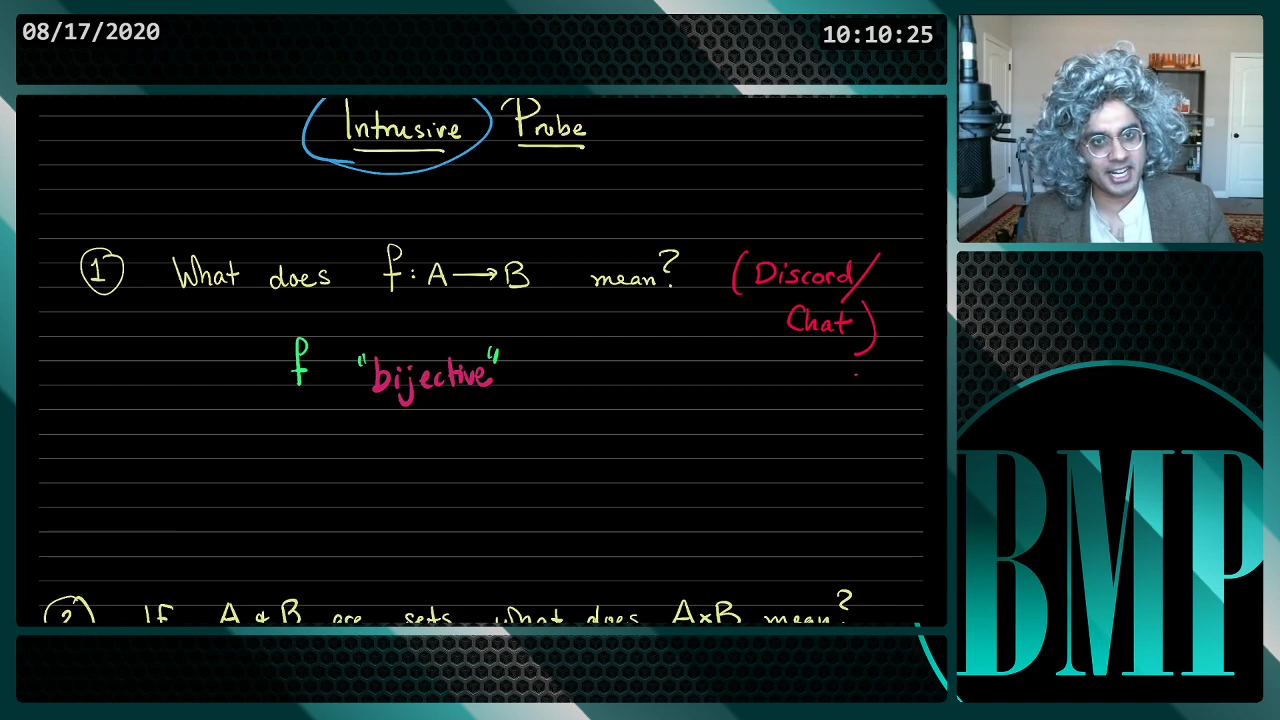 08/17/2020
10:10:25
Intrusive Probe
1 What does f: A → B mean? (Discord/
Chat)
f "bijective"
2 If A & B are sets what does A×B mean?
BMP